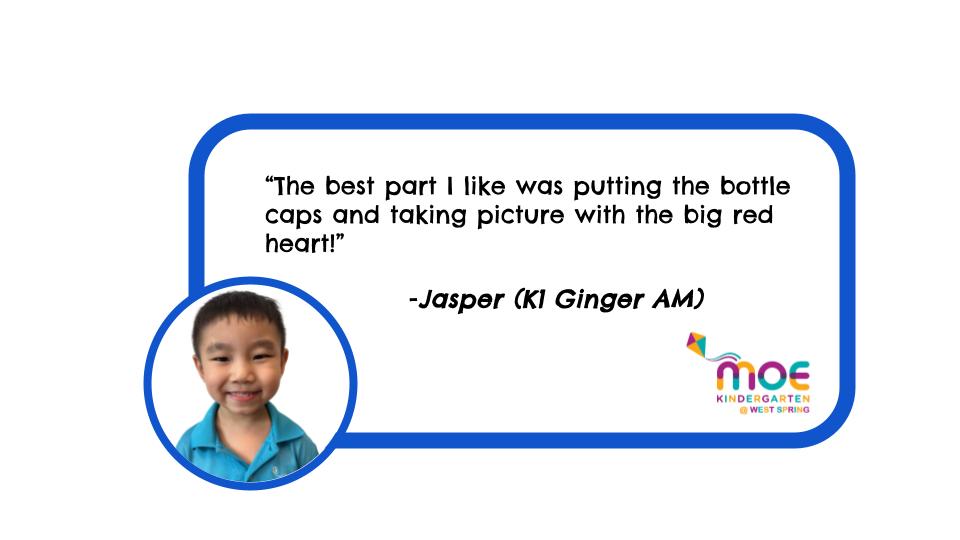 “The best part I like was putting the bottle
caps and taking picture with the big red
heart!”
-Jasper (K1 Ginger AM)
moe
KINDERGARTEN
@ WEST SPRING